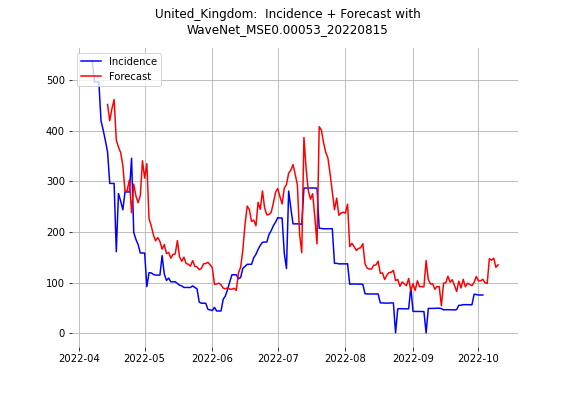 United_Kingdom:  Incidence + Forecast with
WaveNet_MSE0.00053_20220815
Incidence
Forecast
500
400
300
200
100
0
2022-04 2022-05 2022-06 2022-07 2022-08 2022-09 2022-10